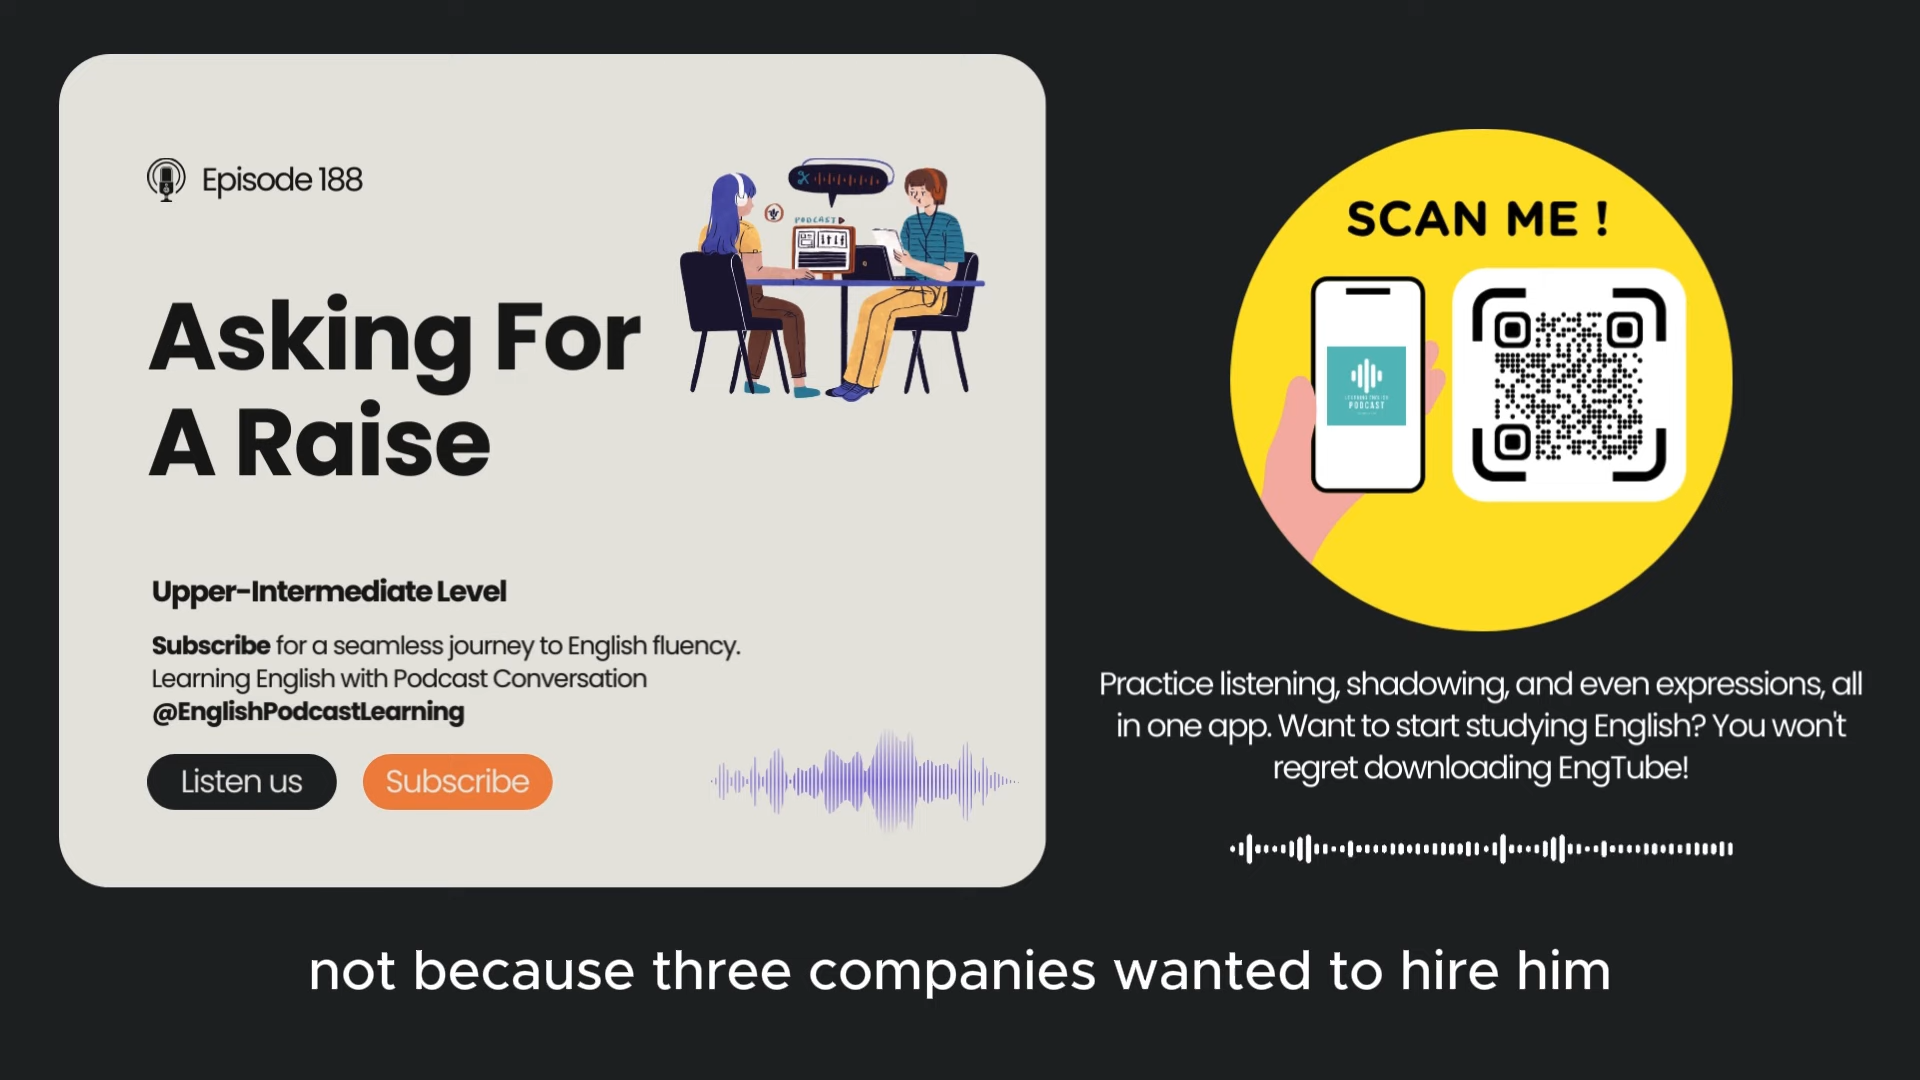 Episode 188
Asking For
A Raise
PODCAST
Upper-Intermediate Level
Subscribe for a seamless journey to English fluency.
Learning English with Podcast Conversation
@EnglishPodcastLearning
Listen us
Subscribe
SCAN ME !
PODCAST
Practice listening, shadowing, and even expressions, all
in one app. Want to start studying English? You won't
regret downloading EngTube!
not because three companies wanted to hire him